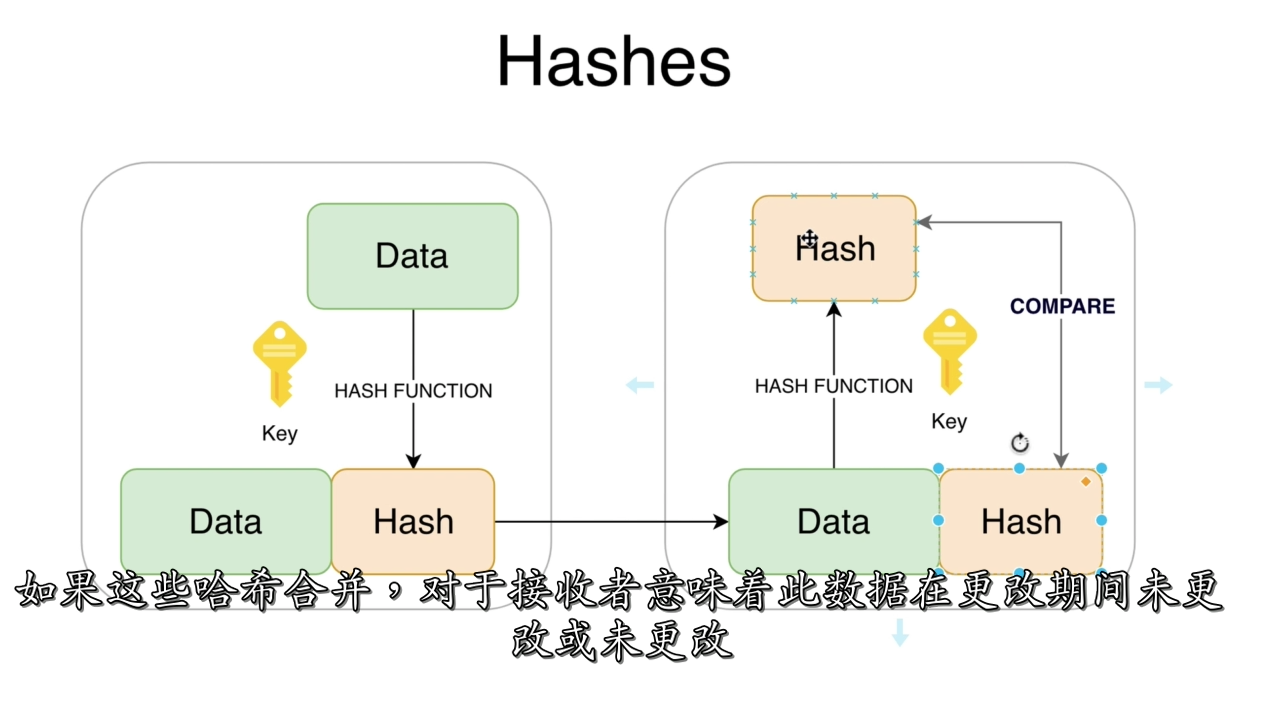 Hashes
Data
HASH FUNCTION
Key
Data
Hash
Hash
COMPARE
HASH FUNCTION
Key
Data
Hash
如果这些哈希合并，对于接收者意味着此数据在更改期间未更
改或未更改